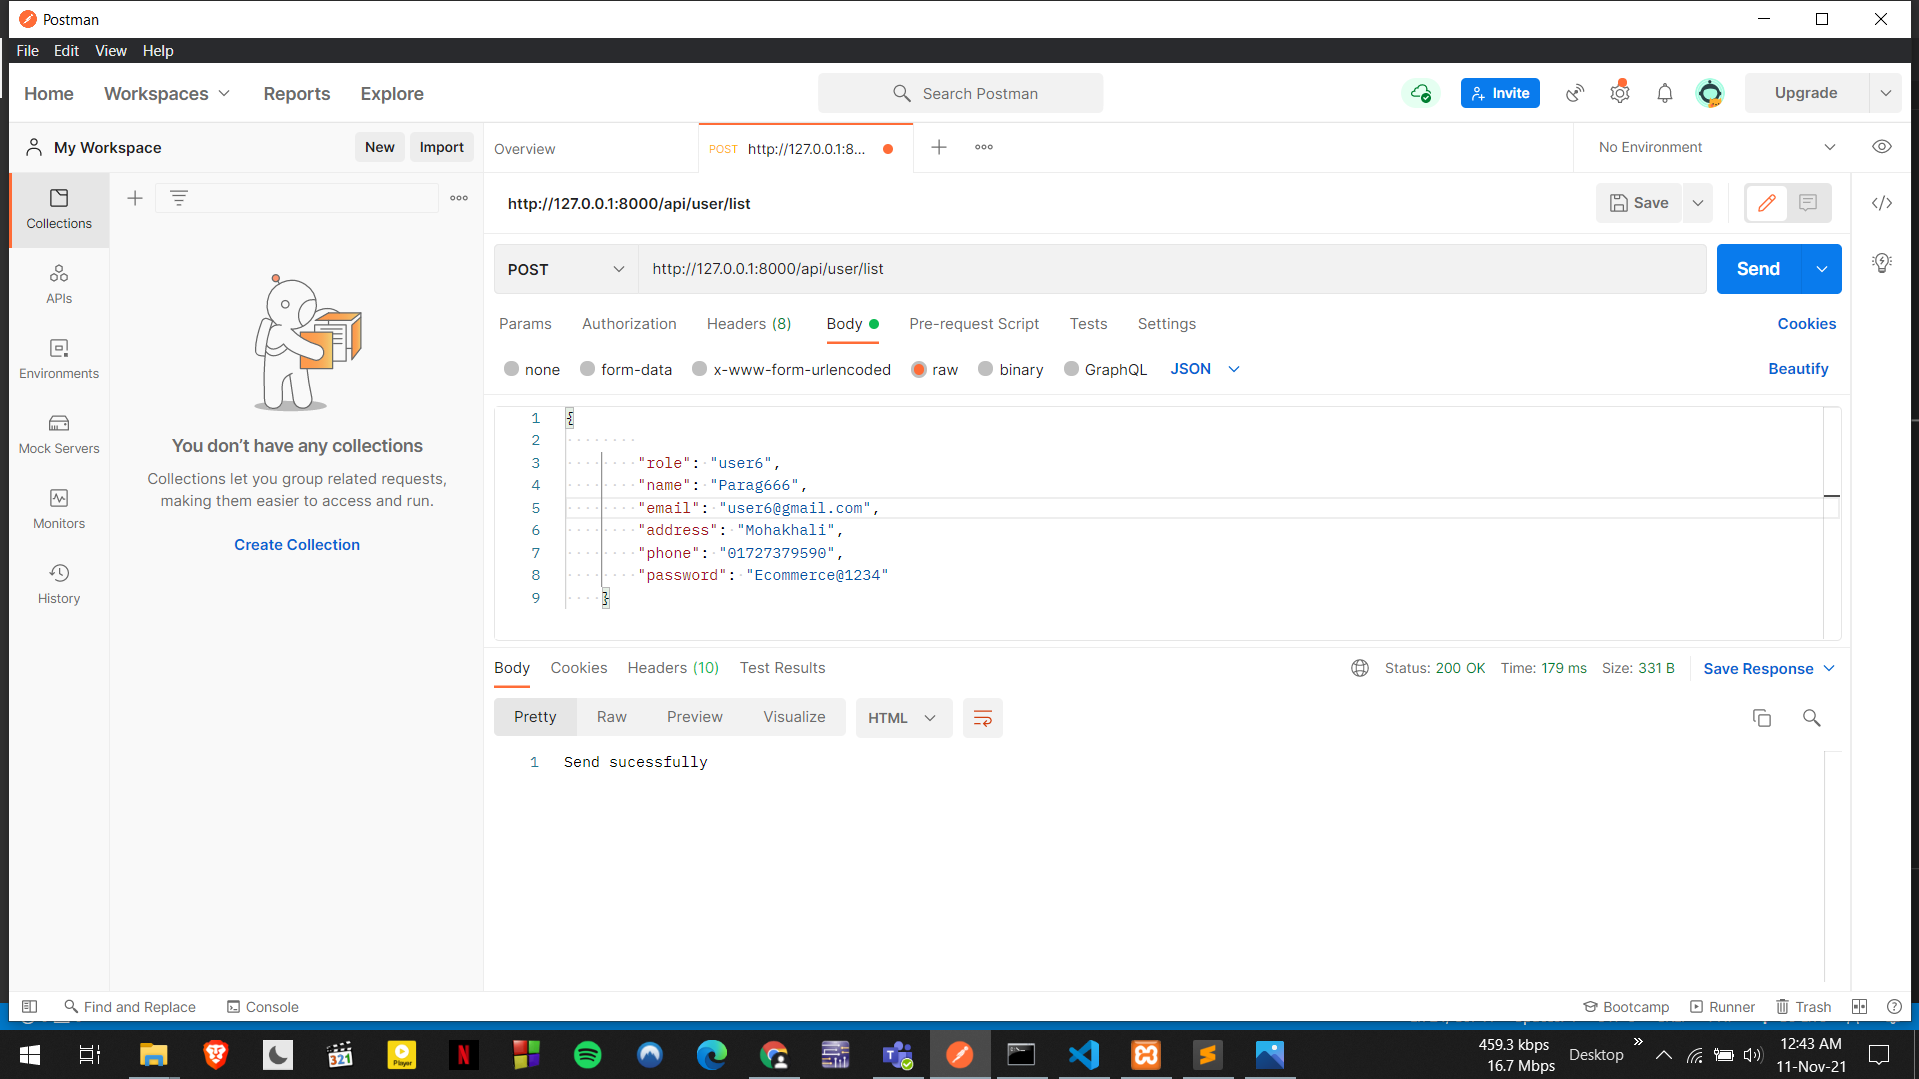 Postman
File Edit View Help
Home Workspaces Reports Explore
Search Postman
Invite
Upgrade
My Workspace New Import
Overview
POST http://127.0.0.1:8...
No Environment
http://127.0.0.1:8000/api/user/list
Save
POST http://127.0.0.1:8000/api/user/list Send
Params Authorization Headers (8) Body Pre-request Script Tests Settings Cookies
none form-data x-www-form-urlencoded raw binary GraphQL JSON Beautify
1 {
2
3 "role": "user6",
4 "name": "Parag666",
5 "email": "user6@gmail.com",
6 "address": "Mohakhali",
7 "phone": "01727379590",
8 "password": "Ecommerce@1234"
9 }
Collections
APIs
Environments
Mock Servers
Monitors
History
You don't have any collections
Collections let you group related requests,
making them easier to access and run.
Create Collection
Body Cookies Headers (10) Test Results Status: 200 OK Time: 179 ms Size: 331 B Save Response
Pretty Raw Preview Visualize HTML
1 Send sucessfully
Find and Replace Console Bootcamp Runner Trash
321
Player
N
T
459.3 kbps
16.7 Mbps
Desktop
12:43 AM
11-Nov-21